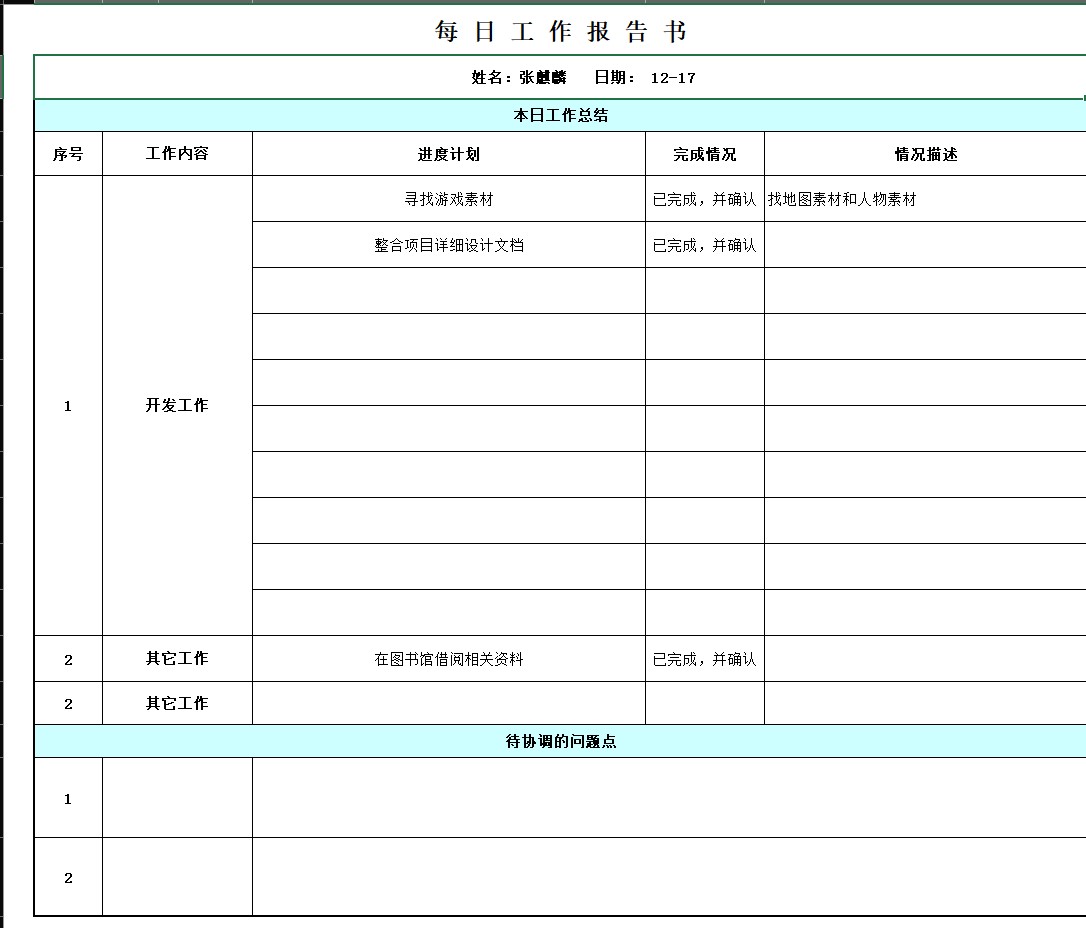 每日工作报告书
姓名：张麒麟 日期： 12-17
本日工作总结
序号 工作内容 进度计划 完成情况 情况描述
寻找游戏素材 已完成，并确认 找地图素材和人物素材
整合项目详细设计文档 已完成，并确认
1 开发工作
2 其它工作 在图书馆借阅相关资料 已完成，并确认
2 其它工作
待协调的问题点
1
2